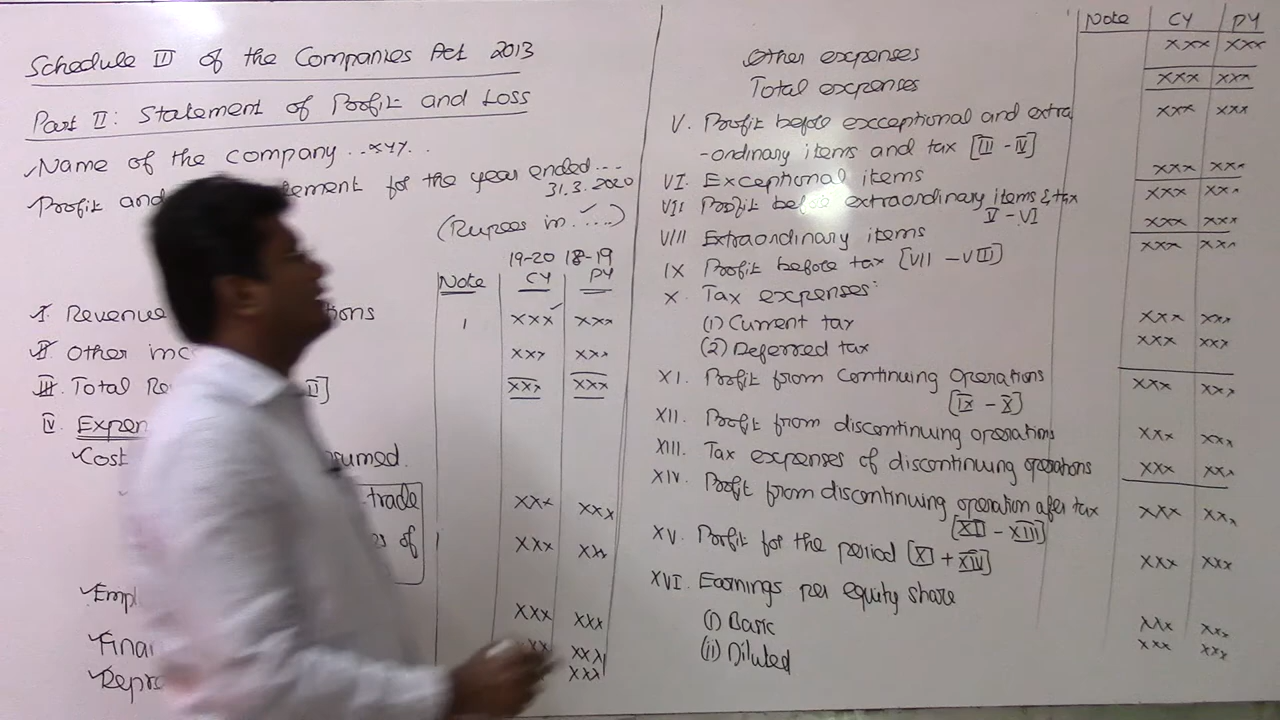 Schedule III of the Companies Act 2013
Part II: Statement of Profit and Loss
Name of the company ..xyz..
Profit and tement for the year ended....
31.3.2020
(Rupees in .....)
19-20 18-19
Note CY PY
I. Revenue tions 1 xxx xxx
II Other inc xxx xxx
III. Total Re II] xxx xxx
IV. Expen
Cost sumed.
trade xxx xxx
es of xxx xxx
Empl xxx xxx
Finan xxx xxx
Depre xxx
Note CY PY
Other expenses xxx xxx
Total expenses xxx xxx
V. Profit before exceptional and extra xxx xxx
-ordinary items and tax [III - IV]
VI. Exceptional items xxx xxx
VII Profit before extraordinary items & tax xxx xxx
V - VI
VIII Extraordinary items xxx xxx
IX Profit before tax [VII - VIII] xxx xxx
X. Tax expenses:
(1) Current tax xxx xxx
(2) Deferred tax xxx xxx
XI. Profit from Continuing Operations xxx xxx
[IX - X]
XII. Profit from discontinuing operations xxx xxx
XIII. Tax expenses of discontinuing operations xxx xxx
XIV. Profit from discontinuing operation after tax xxx xxx
[XII - XIII]
XV. Profit for the period [XI + XIV] xxx xxx
XVI. Earnings per equity share
(i) Basic xxx xxx
(ii) Diluted xxx xxx